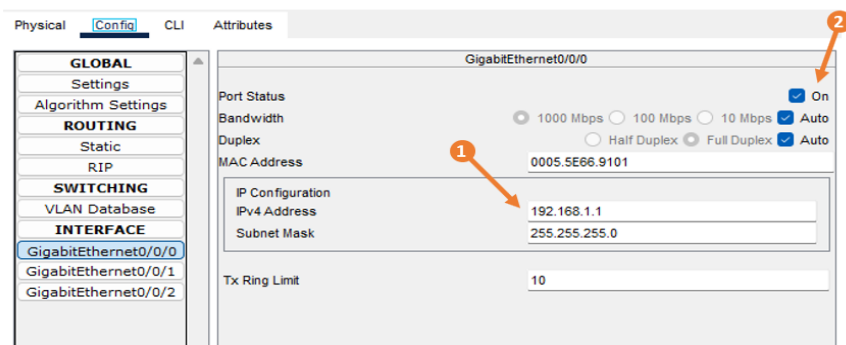 Physical Config CLI Attributes
2
GLOBAL
Settings
Algorithm Settings
ROUTING
Static
RIP
SWITCHING
VLAN Database
INTERFACE
GigabitEthernet0/0/0
GigabitEthernet0/0/1
GigabitEthernet0/0/2
GigabitEthernet0/0/0
Port Status On
Bandwidth 1000 Mbps 100 Mbps 10 Mbps Auto
Duplex Half Duplex Full Duplex Auto
1
MAC Address 0005.5E66.9101
IP Configuration
IPv4 Address 192.168.1.1
Subnet Mask 255.255.255.0
Tx Ring Limit 10